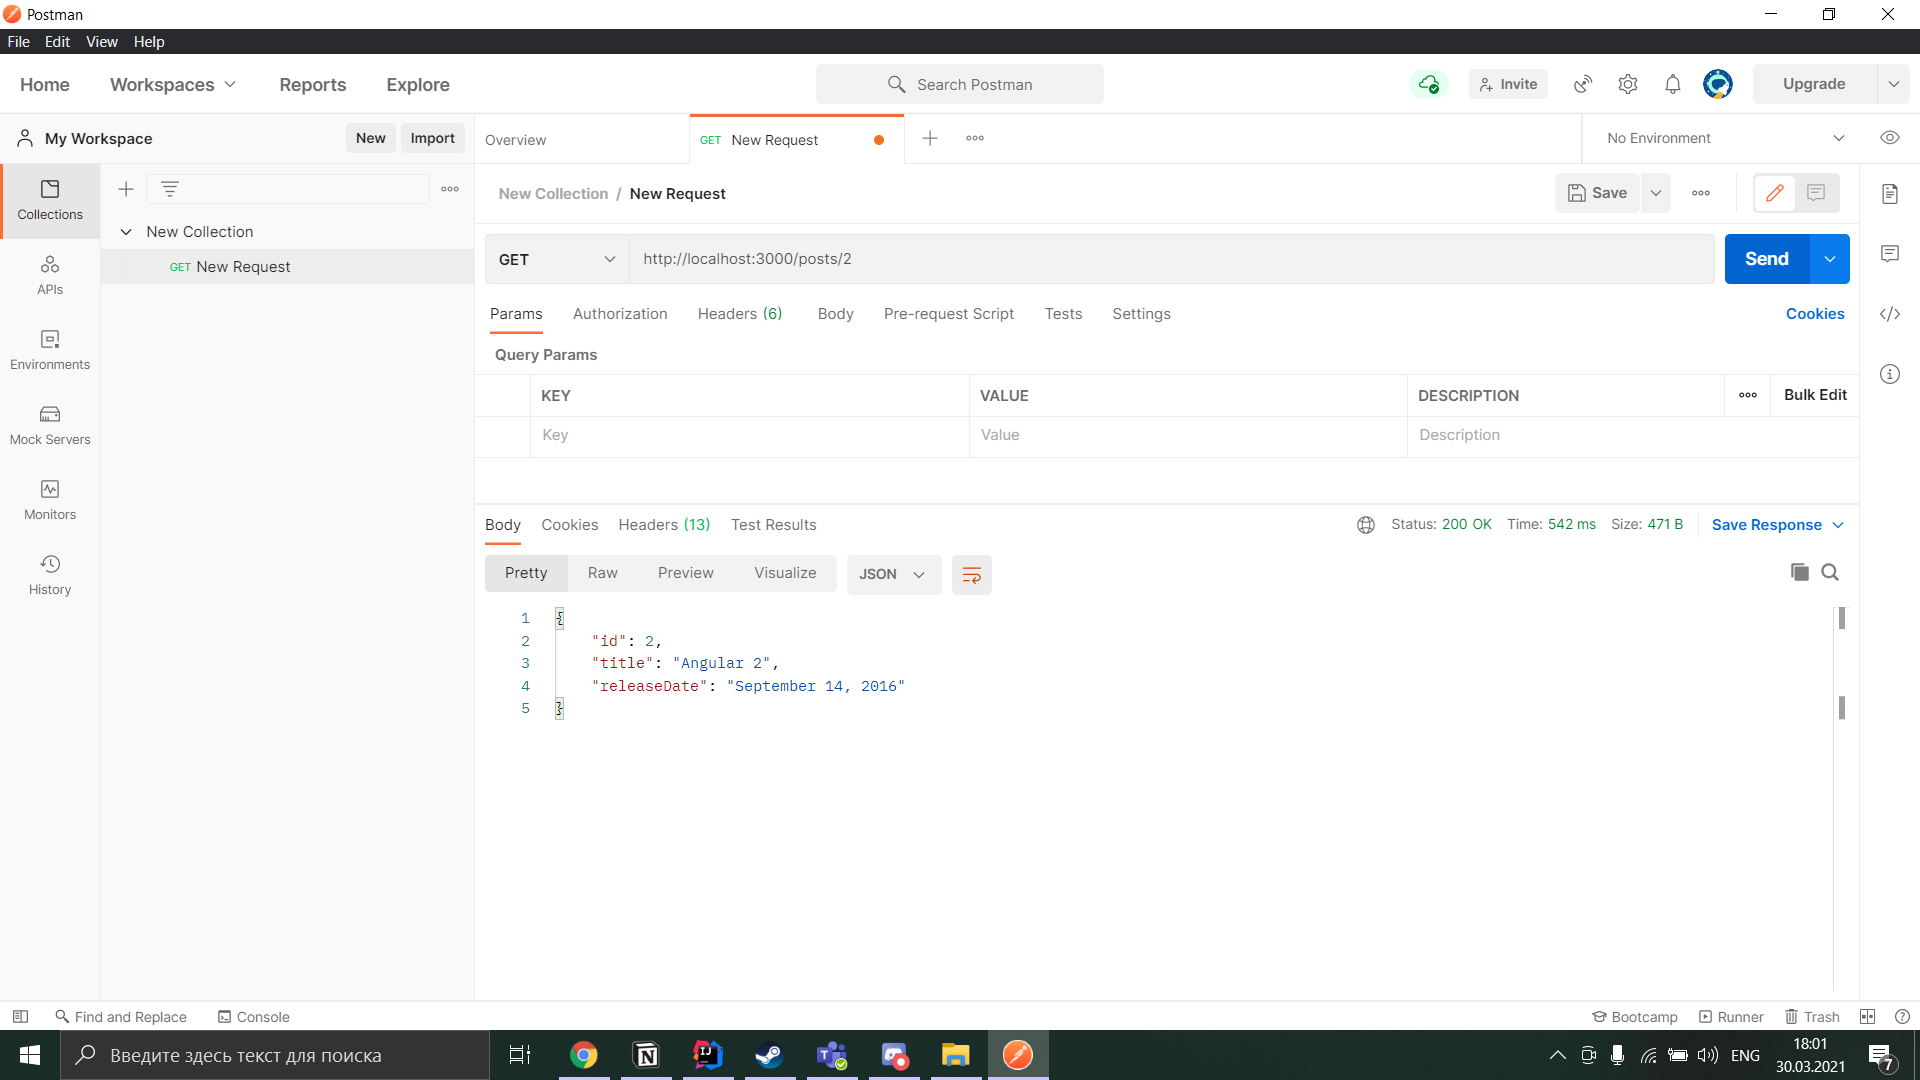 Postman
File Edit View Help
Home Workspaces Reports Explore Search Postman Invite Upgrade
My Workspace New Import Overview GET New Request No Environment
New Collection / New Request Save
Collections
New Collection
GET New Request
GET http://localhost:3000/posts/2 Send
APIs
Environments
Mock Servers
Monitors
History
Params Authorization Headers (6) Body Pre-request Script Tests Settings Cookies
Query Params
KEY VALUE DESCRIPTION Bulk Edit
Key Value Description
Body Cookies Headers (13) Test Results Status: 200 OK Time: 542 ms Size: 471 B Save Response
Pretty Raw Preview Visualize JSON
1 {
2 "id": 2,
3 "title": "Angular 2",
4 "releaseDate": "September 14, 2016"
5 }
Find and Replace Console Bootcamp Runner Trash
Введите здесь текст для поиска ENG 18:01
30.03.2021 7